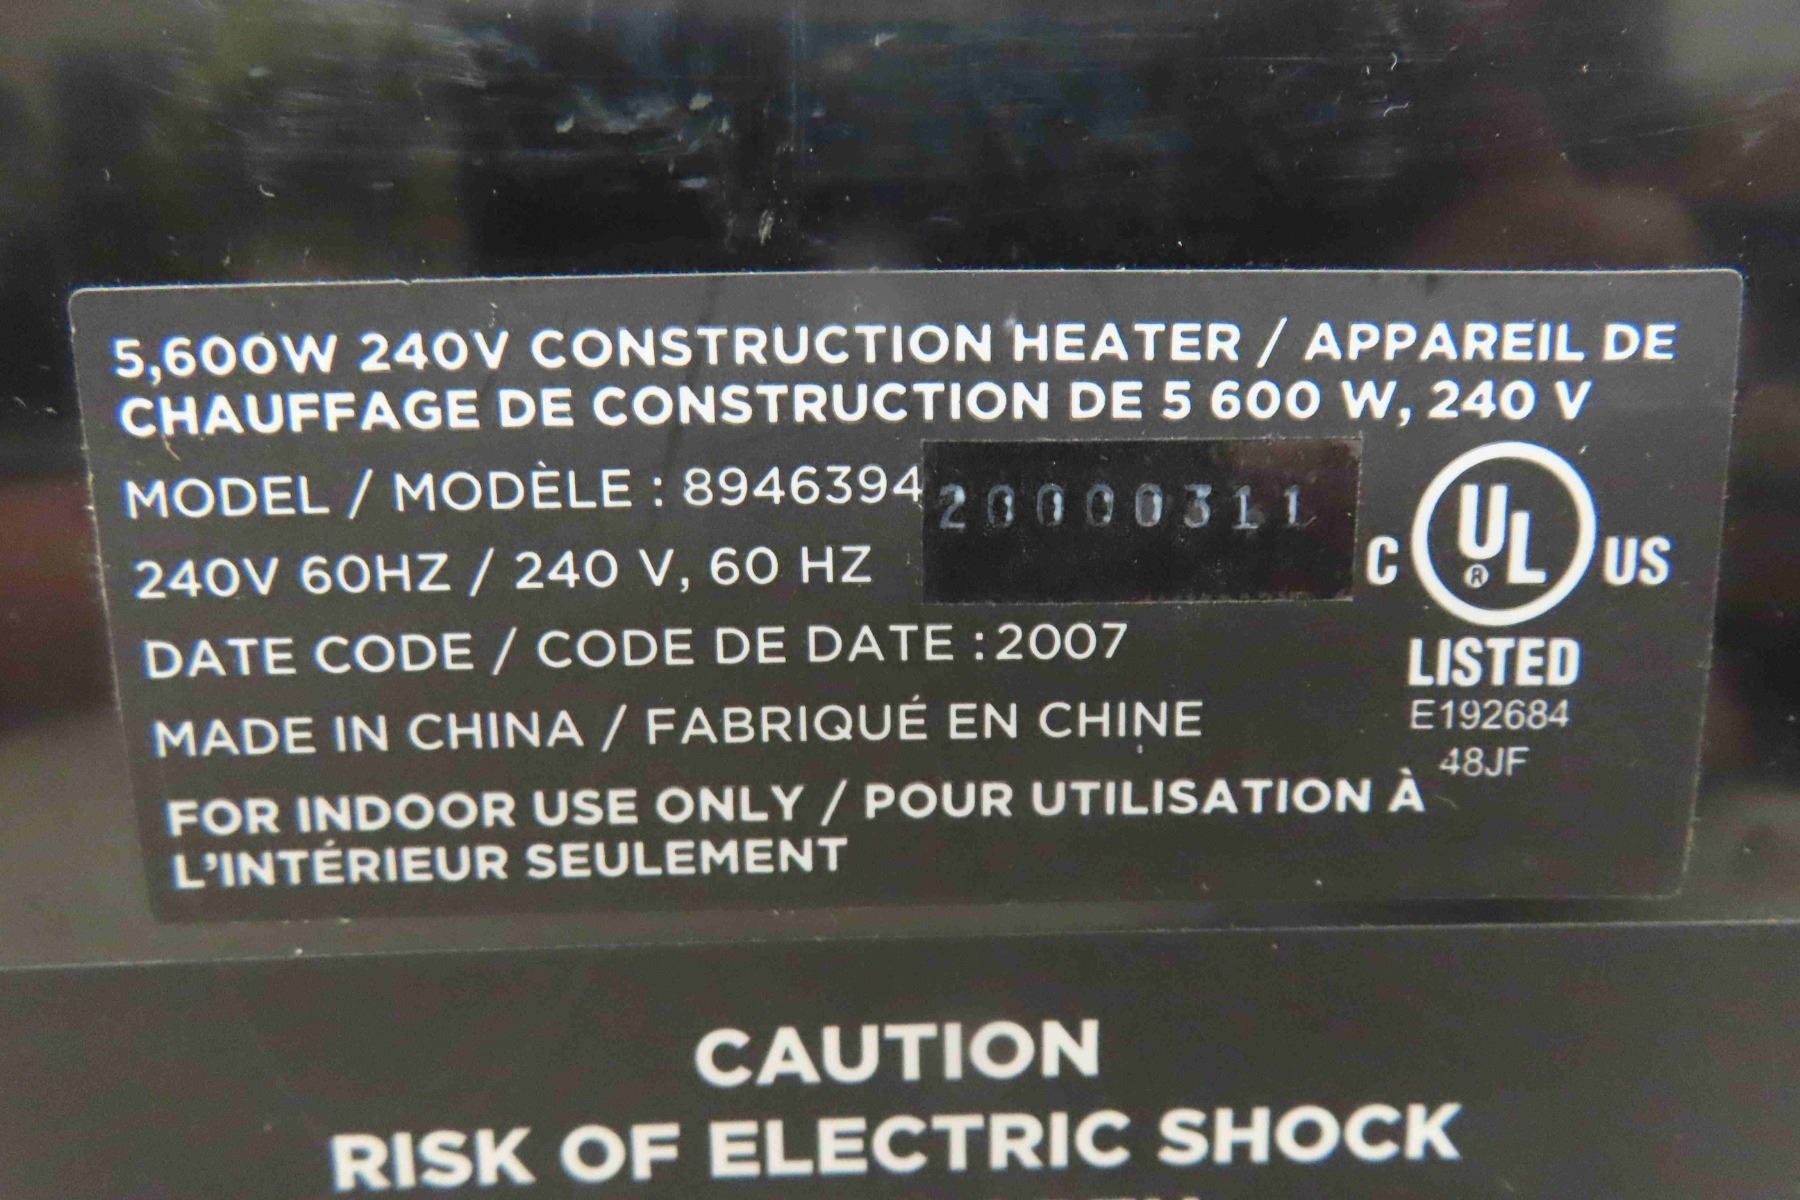 5,600W 240V CONSTRUCTION HEATER / APPAREIL DE
CHAUFFAGE DE CONSTRUCTION DE 5 600 W, 240 V
MODEL / MODÈLE : 8946394
20000311
240V 60HZ / 240 V, 60 HZ
DATE CODE / CODE DE DATE : 2007
MADE IN CHINA / FABRIQUÉ EN CHINE
FOR INDOOR USE ONLY / POUR UTILISATION À
L'INTÉRIEUR SEULEMENT
C UL ® US
LISTED
E192684
48JF
CAUTION
RISK OF ELECTRIC SHOCK